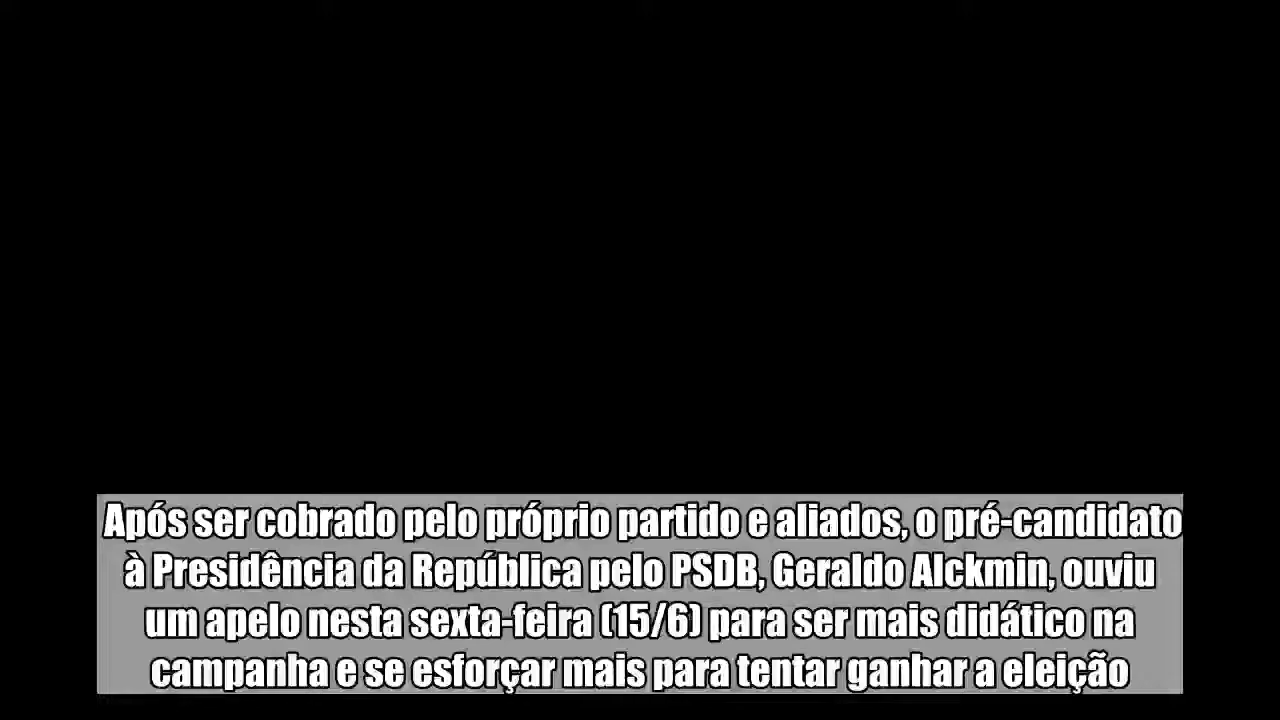 Após ser cobrado pelo próprio partido e aliados, o pré-candidato
à Presidência da República pelo PSDB, Geraldo Alckmin, ouviu
um apelo nesta sexta-feira (15/6) para ser mais didático na
campanha e se esforçar mais para tentar ganhar a eleição